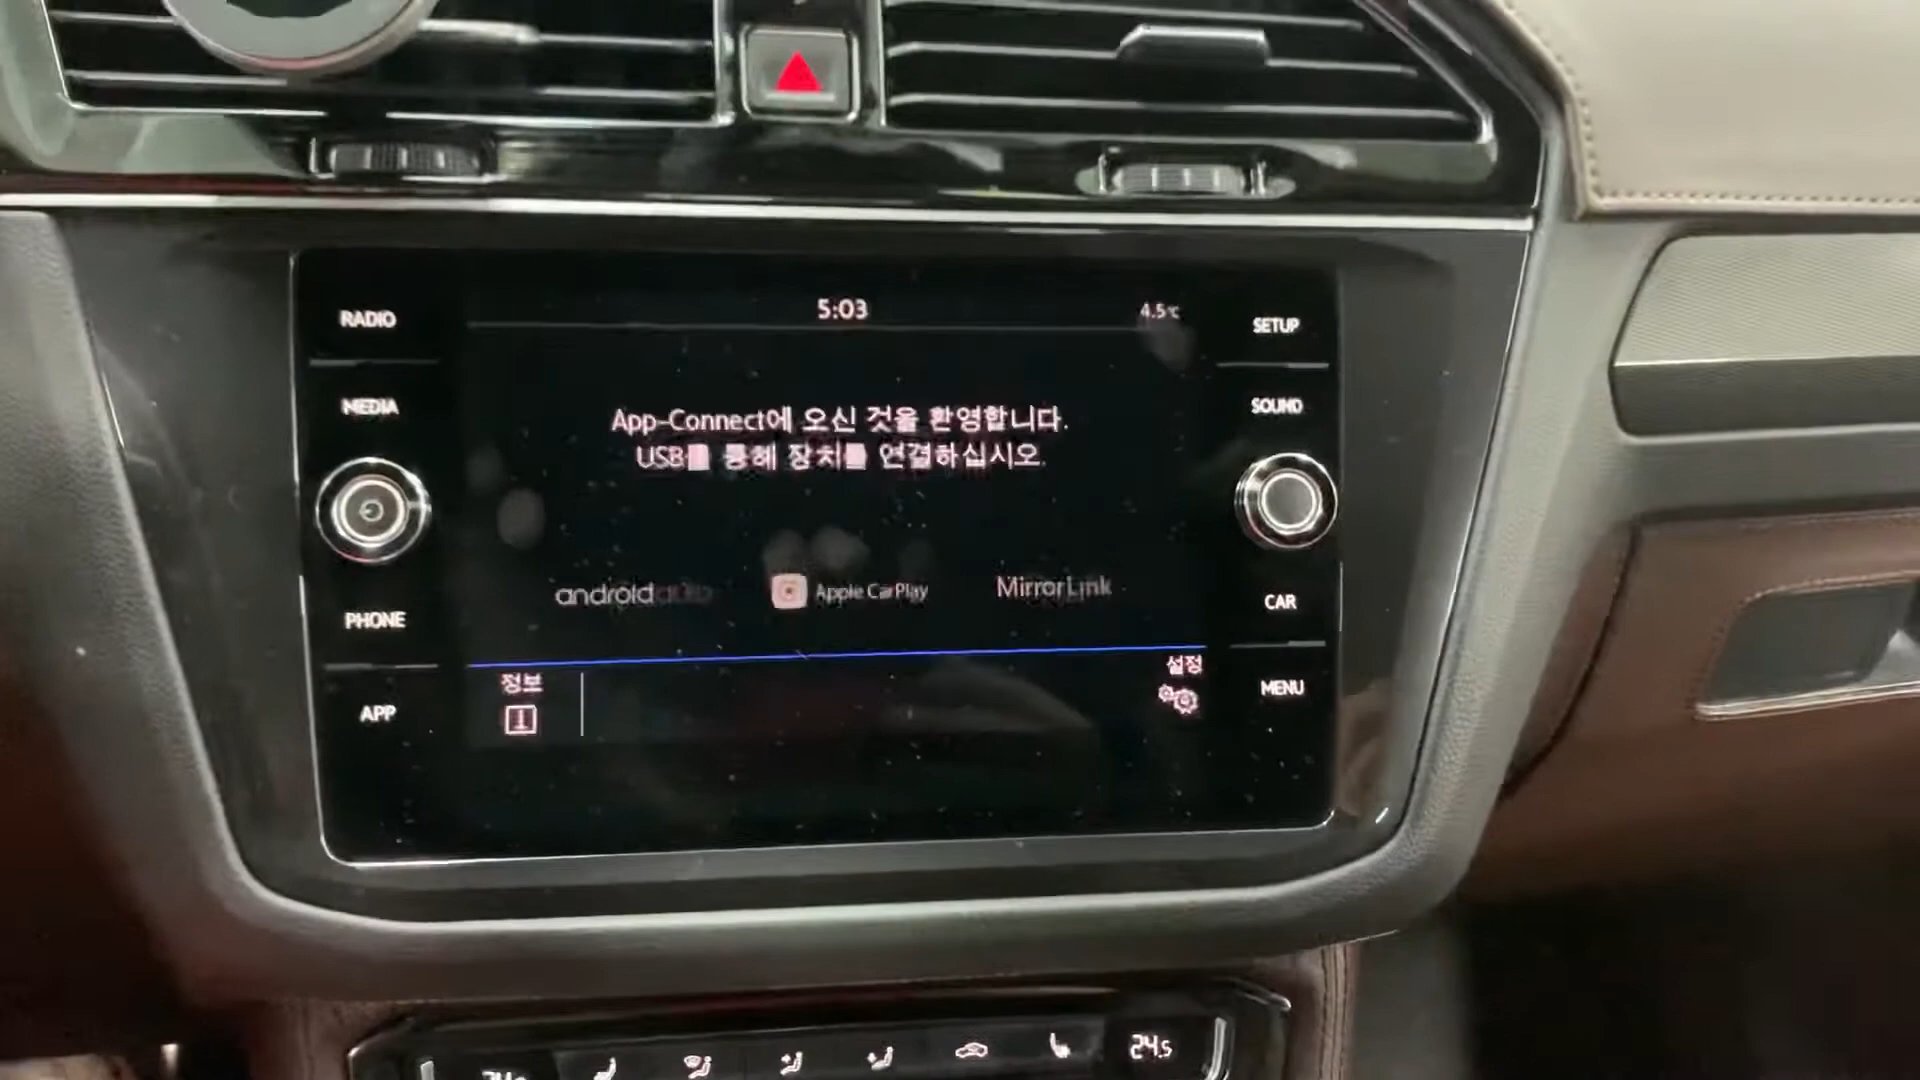 5:03
4.5℃
RADIO
SETUP
MEDIA
SOUND
App-Connect에 오신 것을 환영합니다.
USB를 통해 장치를 연결하십시오.
android auto
Apple CarPlay
MirrorLink
PHONE
CAR
정보
설정
APP
MENU
24.5